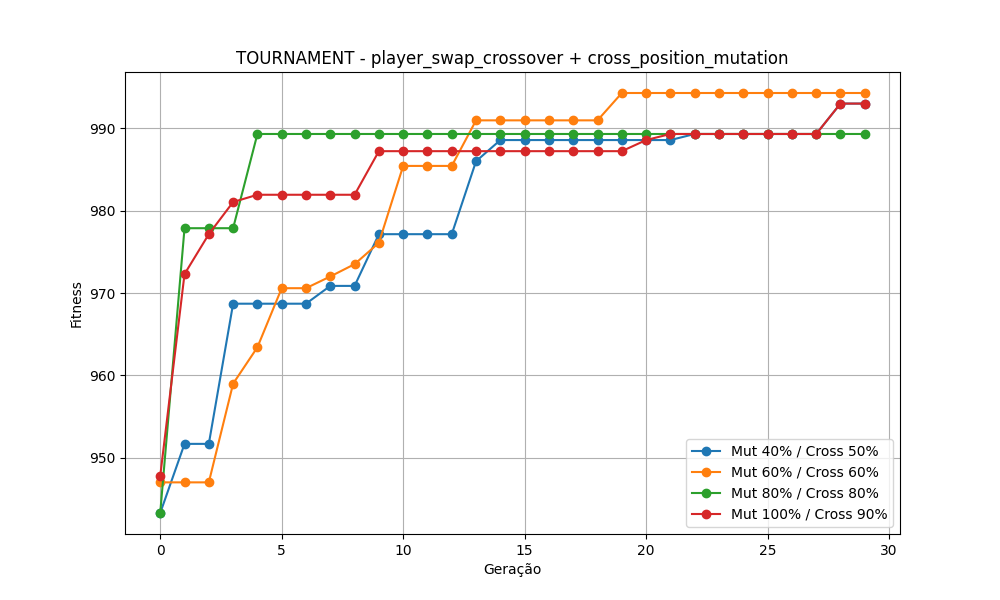 TOURNAMENT - player_swap_crossover + cross_position_mutation
Fitness
990
980
970
960
950
0 5 10 15 20 25 30
Geração
Mut 40% / Cross 50%
Mut 60% / Cross 60%
Mut 80% / Cross 80%
Mut 100% / Cross 90%